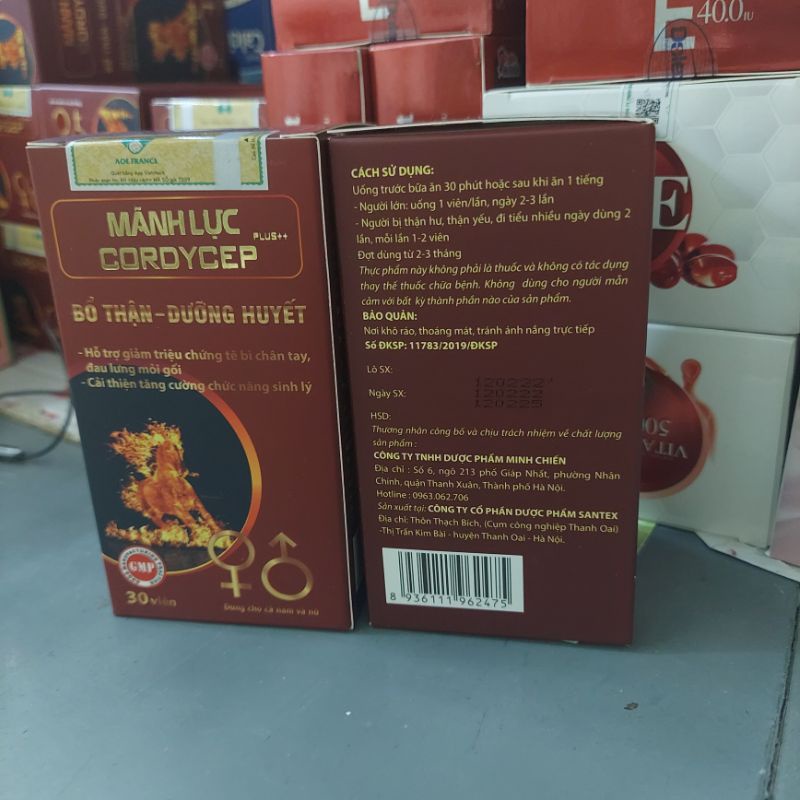 AOE FRANCE
MÃNH LỰC
CORDYCEP PLUS++
BỔ THẬN – DƯỠNG HUYẾT
- Hỗ trợ giảm triệu chứng tê bì chân tay,
đau lưng mỏi gối
- Cải thiện tăng cường chức năng sinh lý
GMP
30 viên
Dùng cho cả nam và nữ
CÁCH SỬ DỤNG:
Uống trước bữa ăn 30 phút hoặc sau khi ăn 1 tiếng
- Người lớn: uống 1 viên/lần, ngày 2-3 lần
- Người bị thận hư, thận yếu, đi tiểu nhiều ngày dùng 2
lần, mỗi lần 1-2 viên
Đợt dùng từ 2-3 tháng
Thực phẩm này không phải là thuốc và không có tác dụng
thay thế thuốc chữa bệnh. Không dùng cho người mẫn
cảm với bất kỳ thành phần nào của sản phẩm.
BẢO QUẢN:
Nơi khô ráo, thoáng mát, tránh ánh nắng trực tiếp
Số ĐKSP: 11783/2019/ĐKSP
Lô SX: 120222
Ngày SX: 120222
120225
HSD:
Thương nhân công bố và chịu trách nhiệm về chất lượng
sản phẩm :
CÔNG TY TNHH DƯỢC PHẨM MINH CHIẾN
Địa chỉ : Số 6, ngõ 213 phố Giáp Nhất, phường Nhân
Chính, quận Thanh Xuân, Thành phố Hà Nội.
Hotline : 0963.062.706
Sản xuất tại: CÔNG TY CỔ PHẦN DƯỢC PHẨM SANTEX
Địa chỉ: Thôn Thạch Bích, (Cụm công nghiệp Thanh Oai)
-Thị Trấn Kim Bài - huyện Thanh Oai - Hà Nội.
8 936111 962475
40.0 IU
E
VITA
500